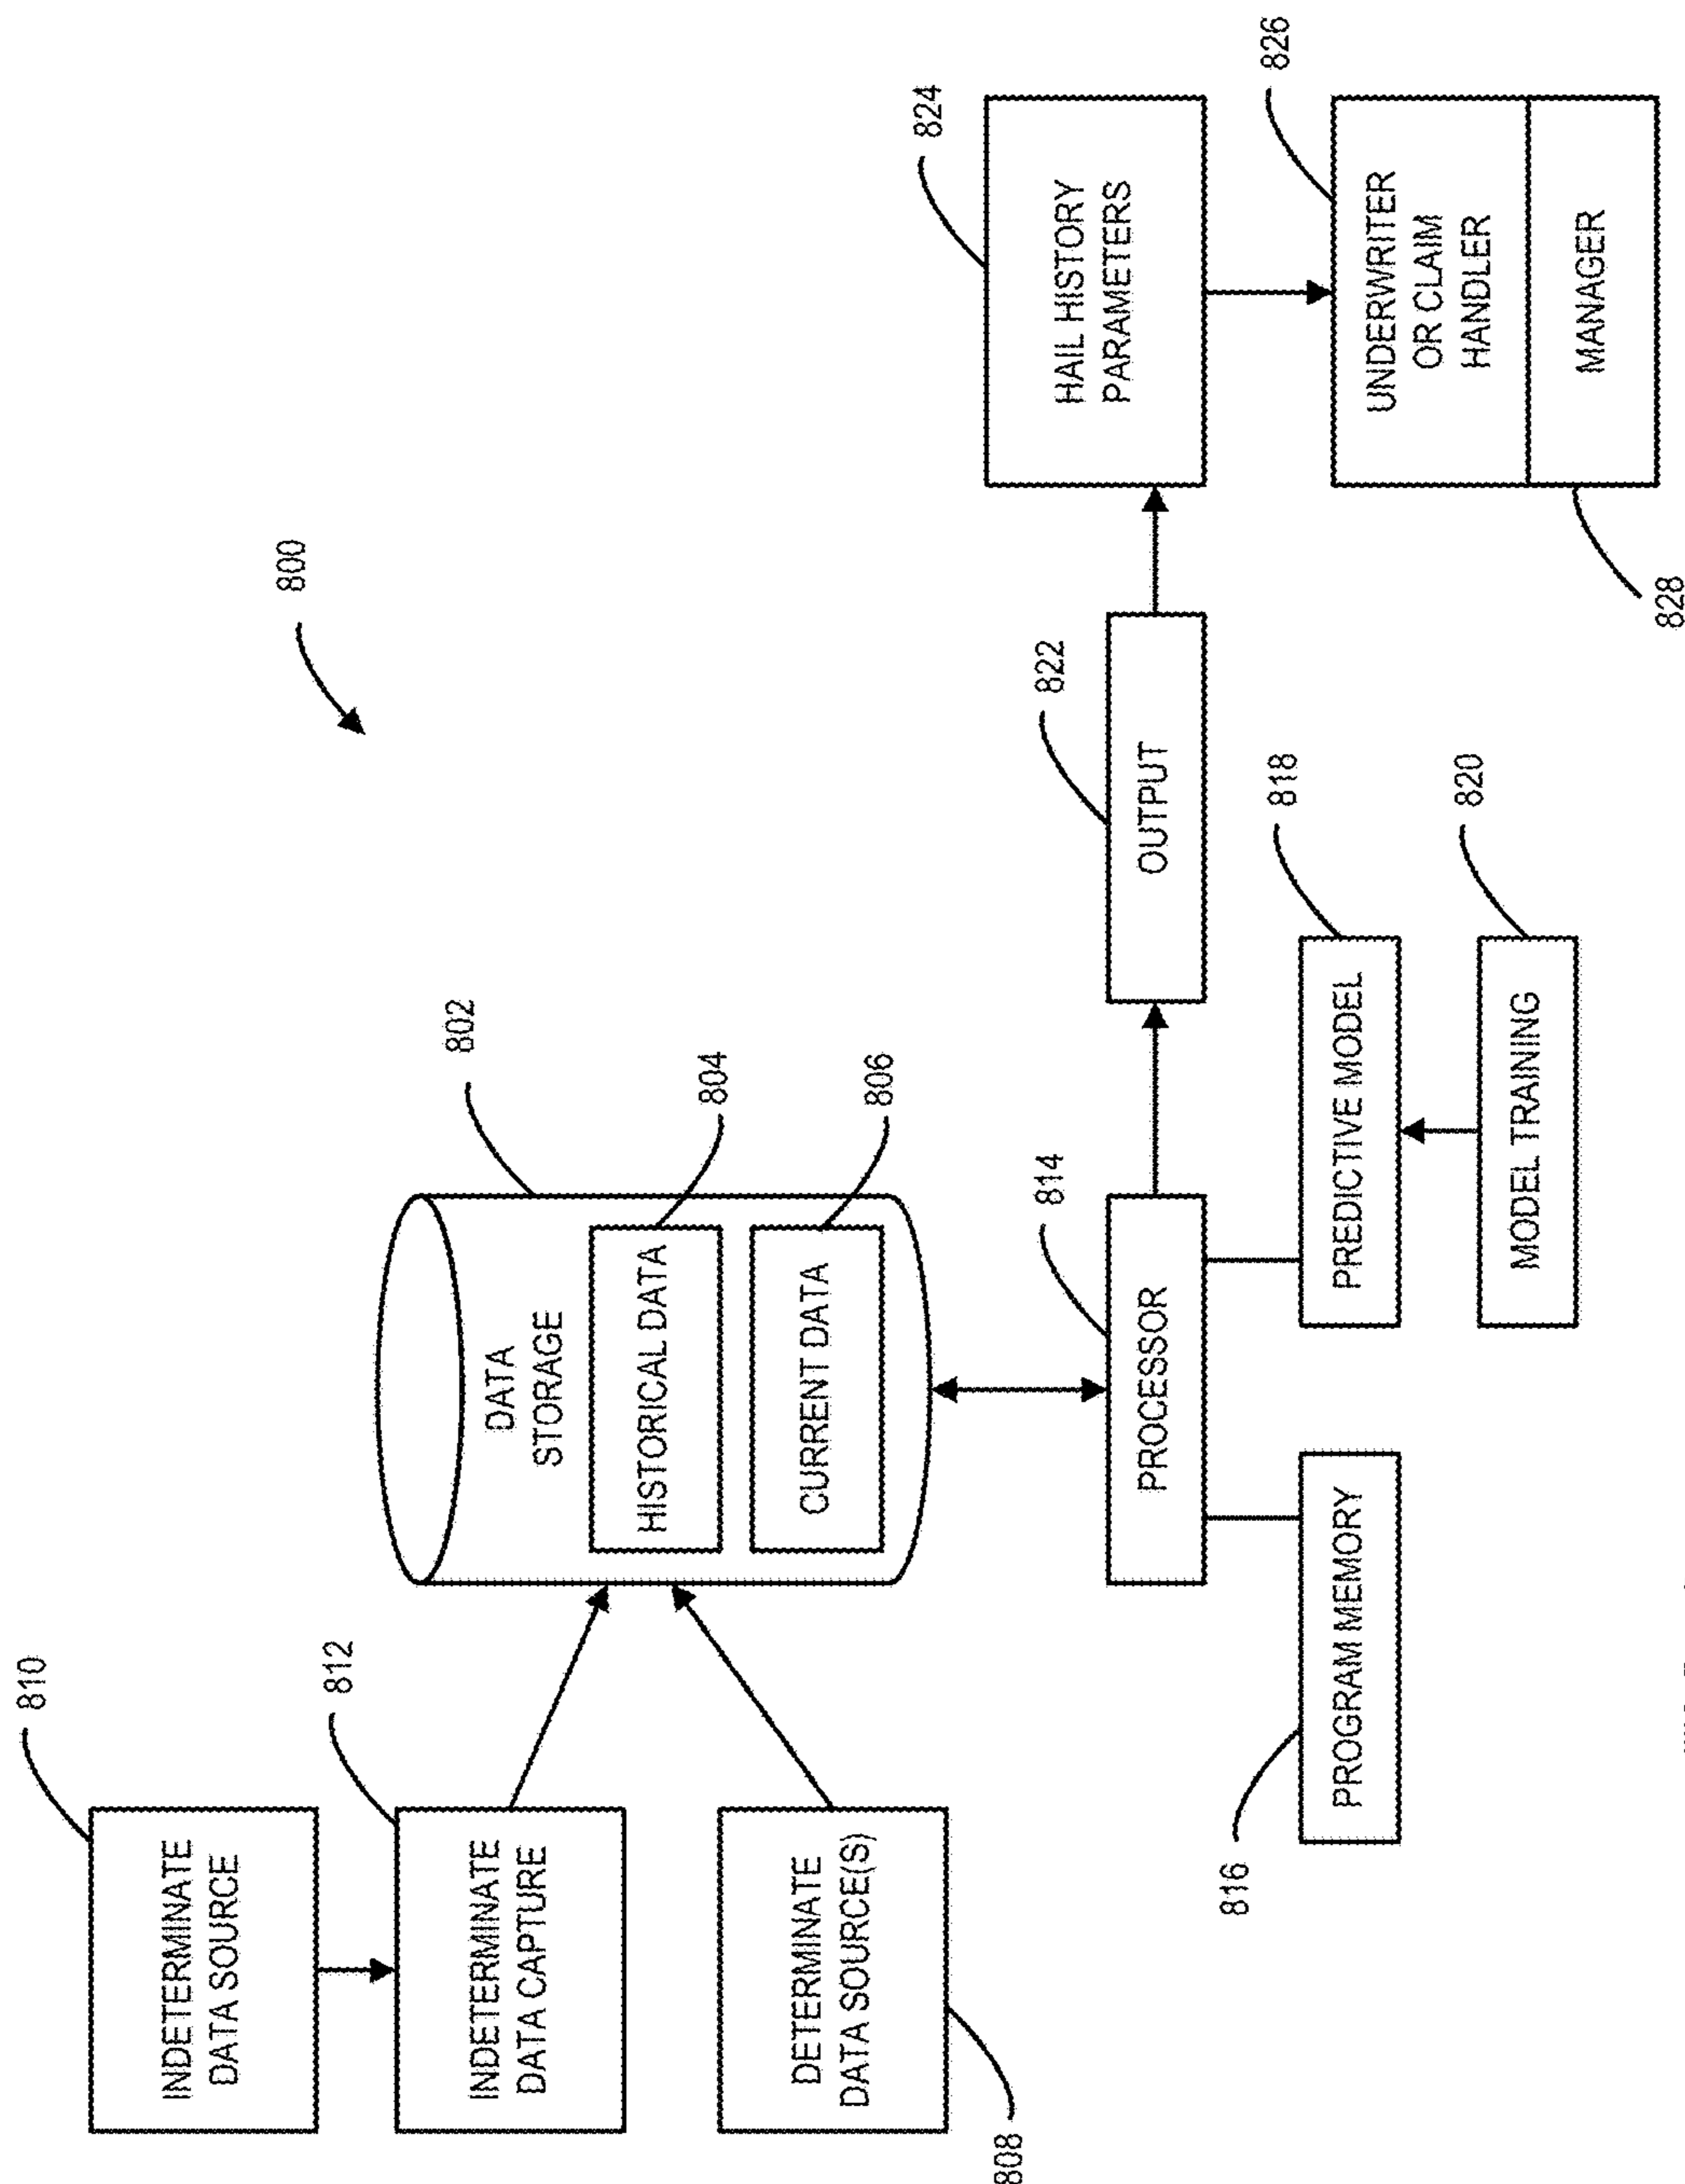 800
810
INDETERMINATE
DATA SOURCE
812
INDETERMINATE
DATA CAPTURE
DETERMINATE
DATA SOURCE(S)
808
802
DATA
STORAGE
804
HISTORICAL DATA
806
CURRENT DATA
814
PROCESSOR
816
PROGRAM MEMORY
818
PREDICTIVE MODEL
820
MODEL TRAINING
822
OUTPUT
824
HAIL HISTORY
PARAMETERS
826
UNDERWRITER
OR CLAIM
HANDLER
MANAGER
828